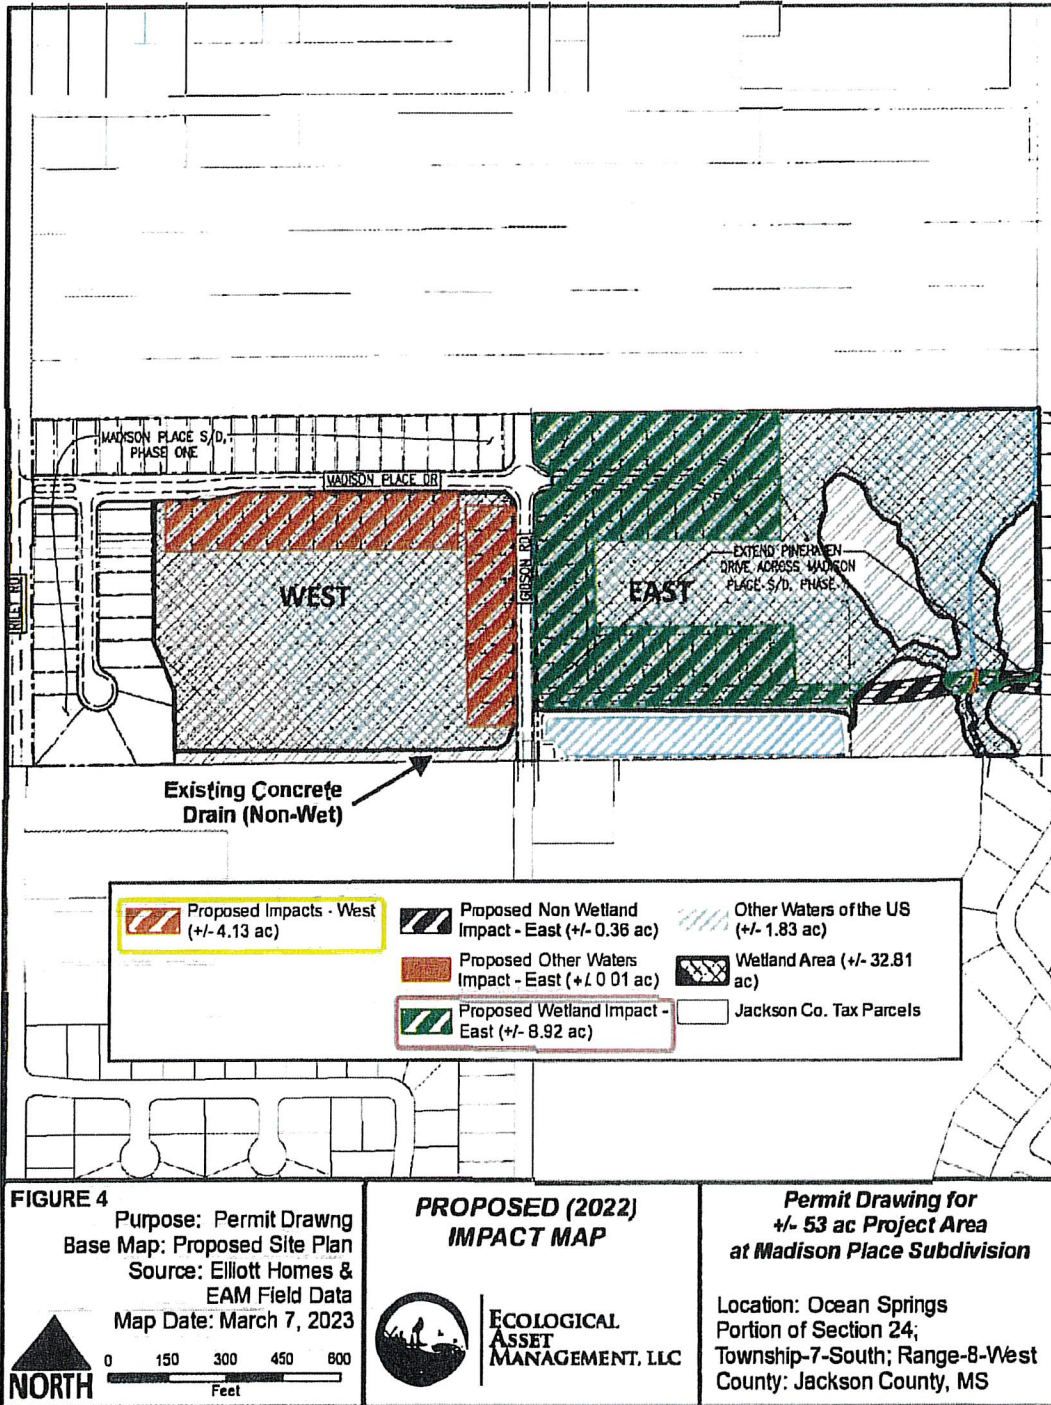 MADISON PLACE S/D,
PHASE ONE
MADISON PLACE DR
RILEY RD
GIBSON RD
WEST
EAST
EXTEND PINEHAVEN
DRIVE ACROSS MADISON
PLACE S/D, PHASE
Existing Concrete
Drain (Non-Wet)
Proposed Impacts - West
(+/- 4.13 ac)
Proposed Non Wetland
Impact - East (+/- 0.36 ac)
Proposed Other Waters
Impact - East (+/- 0.01 ac)
Proposed Wetland Impact -
East (+/- 8.92 ac)
Other Waters of the US
(+/- 1.83 ac)
Wetland Area (+/- 32.81
ac)
Jackson Co. Tax Parcels
FIGURE 4
Purpose: Permit Drawng
Base Map: Proposed Site Plan
Source: Elliott Homes &
EAM Field Data
Map Date: March 7, 2023
NORTH
0 150 300 450 600
Feet
PROPOSED (2022)
IMPACT MAP
ECOLOGICAL
ASSET
MANAGEMENT, LLC
Permit Drawing for
+/- 53 ac Project Area
at Madison Place Subdivision
Location: Ocean Springs
Portion of Section 24;
Township-7-South; Range-8-West
County: Jackson County, MS